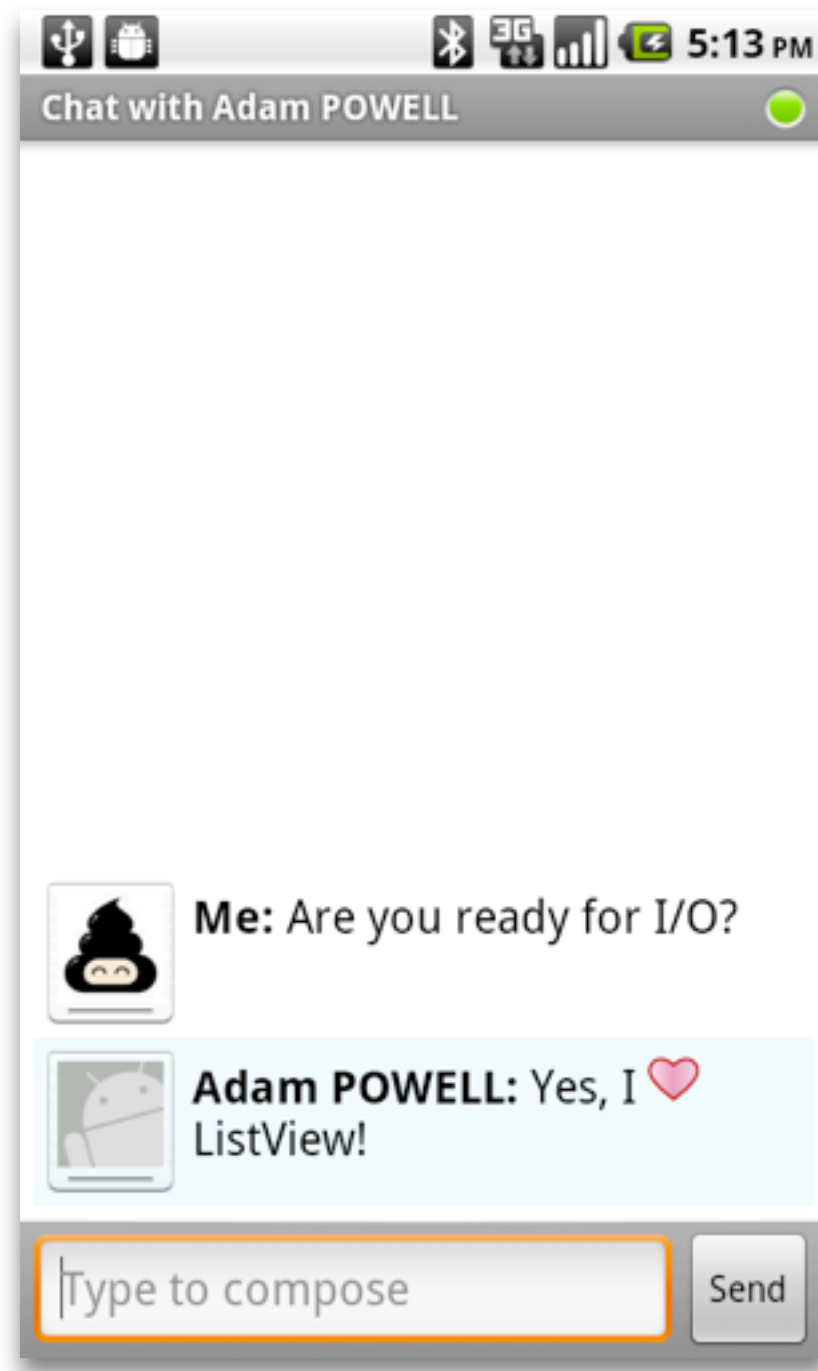 3G 5:13 PM
Chat with Adam POWELL
Me: Are you ready for I/O?
Adam POWELL: Yes, I
ListView!
Type to compose
Send